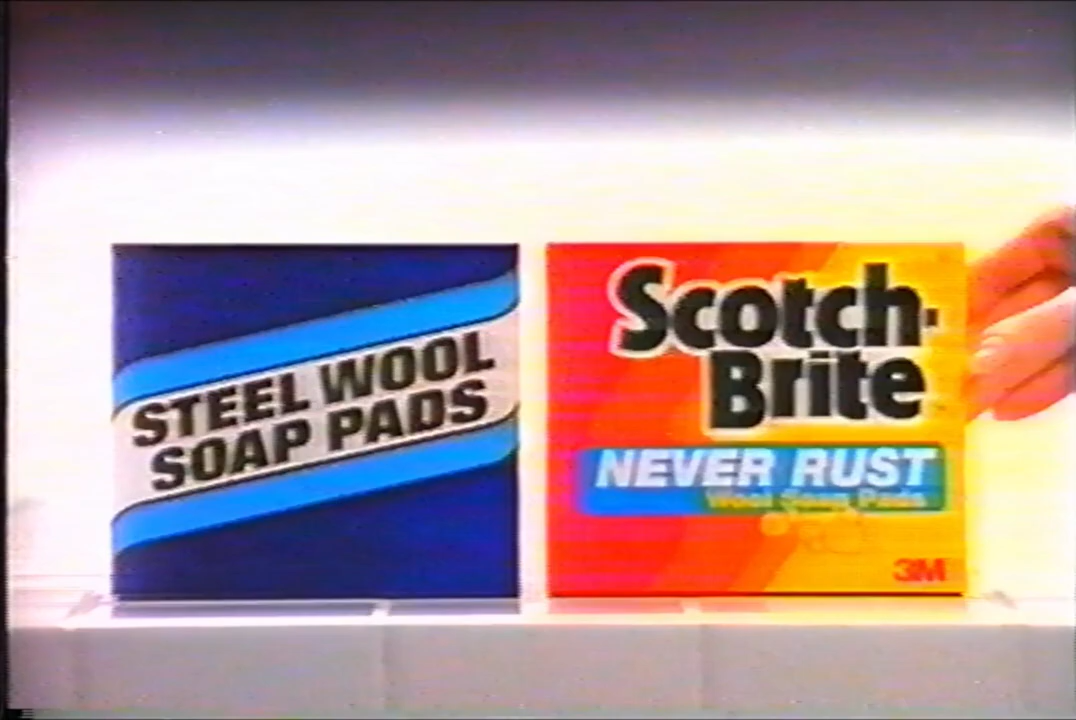 STEEL WOOL
SOAP PADS
Scotch-
Brite
NEVER RUST
Wool Soap Pads
3M